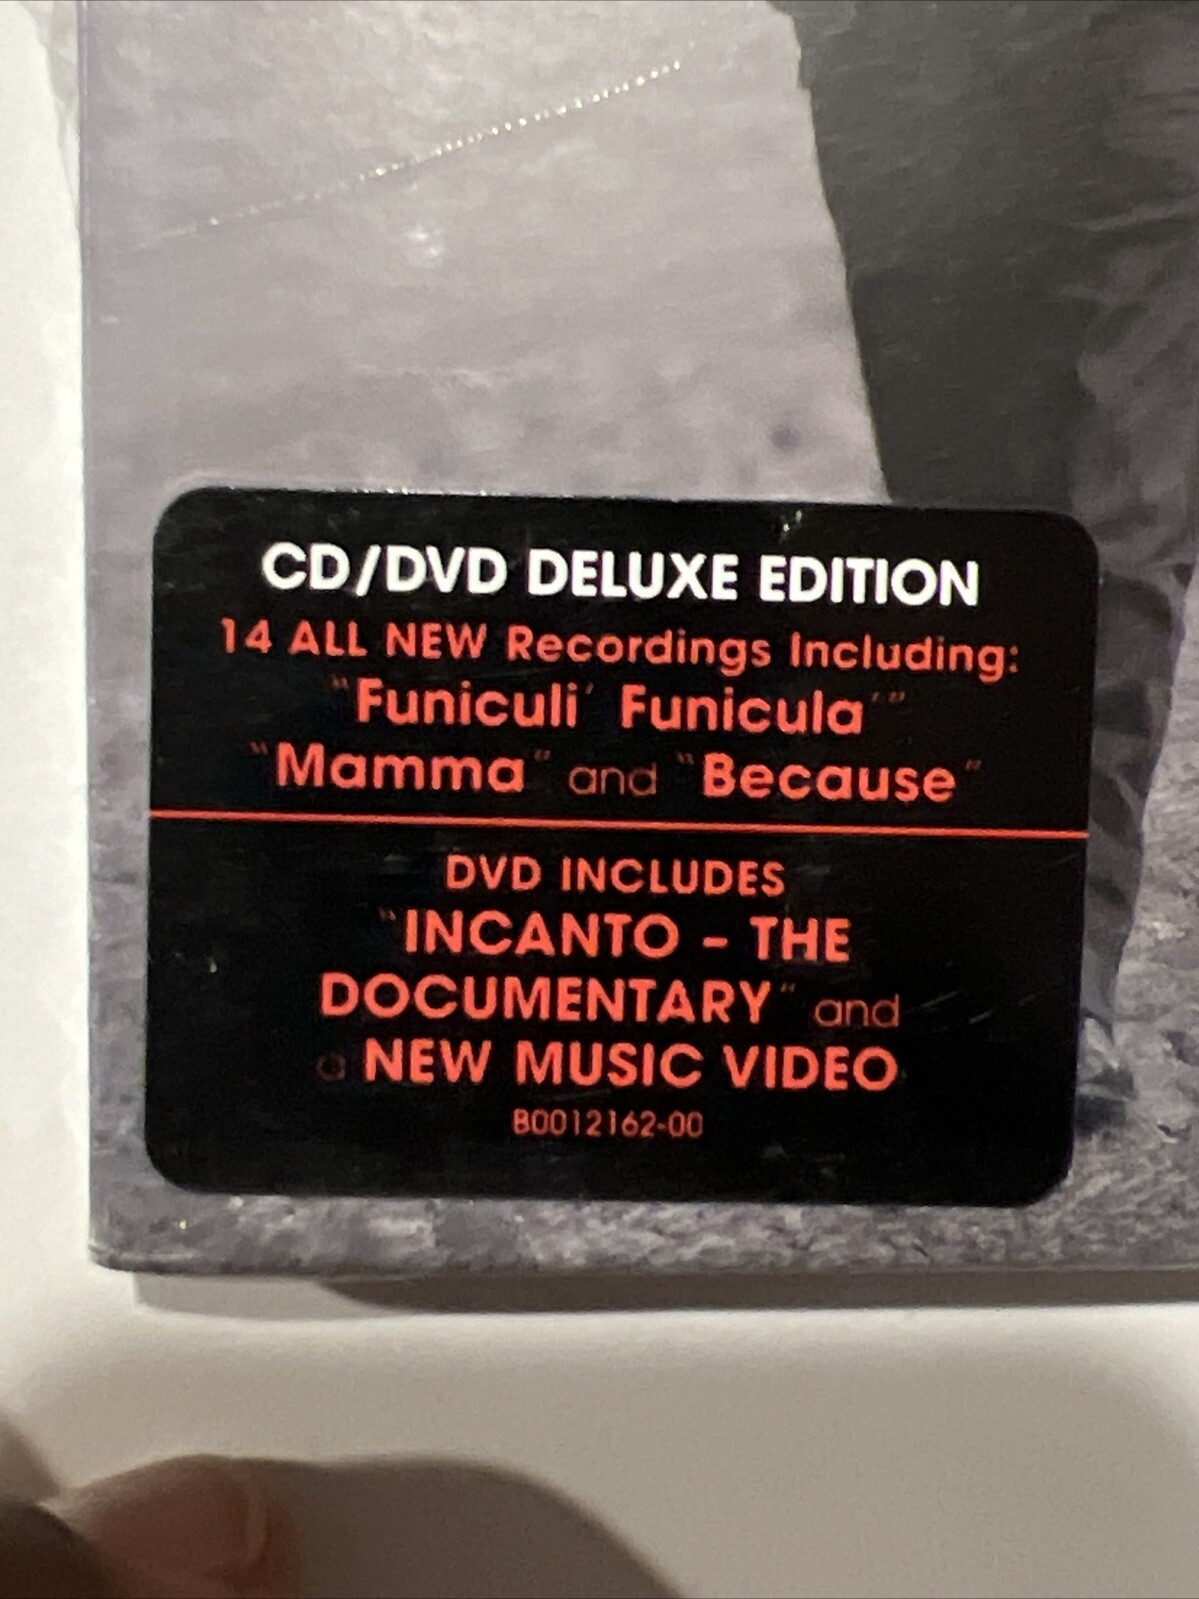 CD/DVD DELUXE EDITION
14 ALL NEW Recordings Including:
"Funiculi' Funicula'"
"Mamma" and "Because"
DVD INCLUDES
"INCANTO – THE
DOCUMENTARY" and
a NEW MUSIC VIDEO
B0012162-00